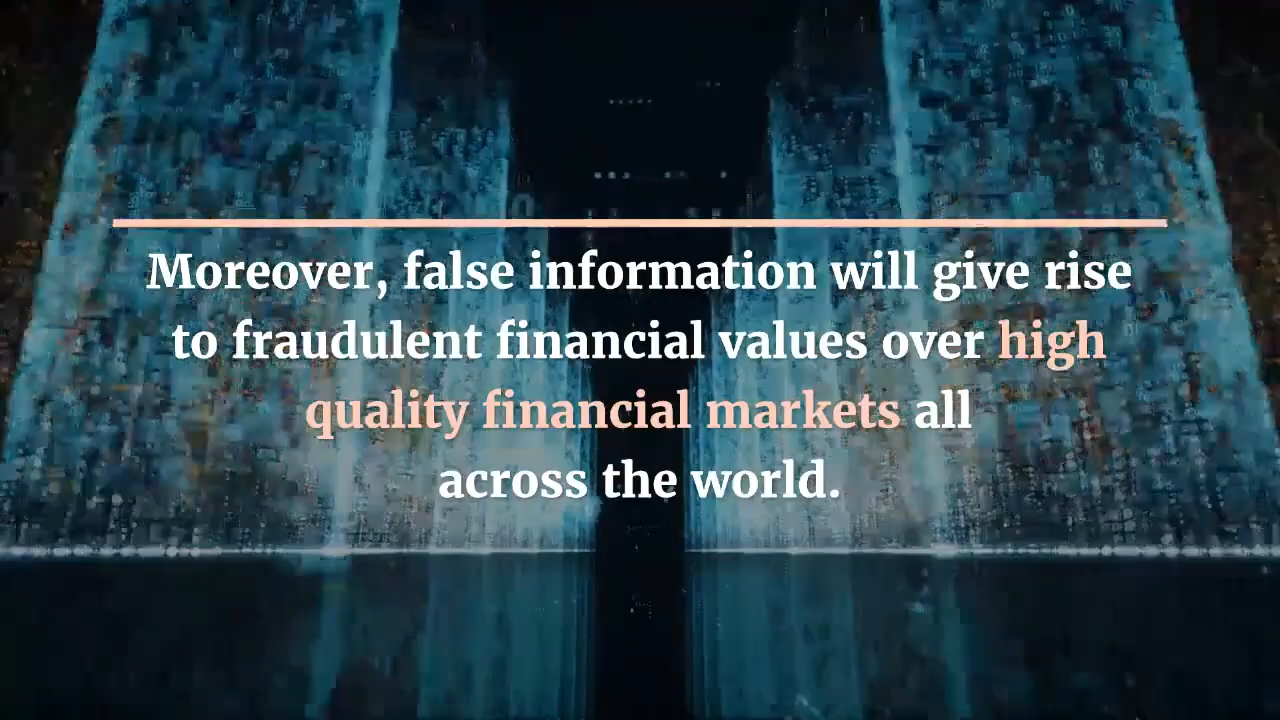 Moreover, false information will give rise
to fraudulent financial values over high
quality financial markets all
across the world.